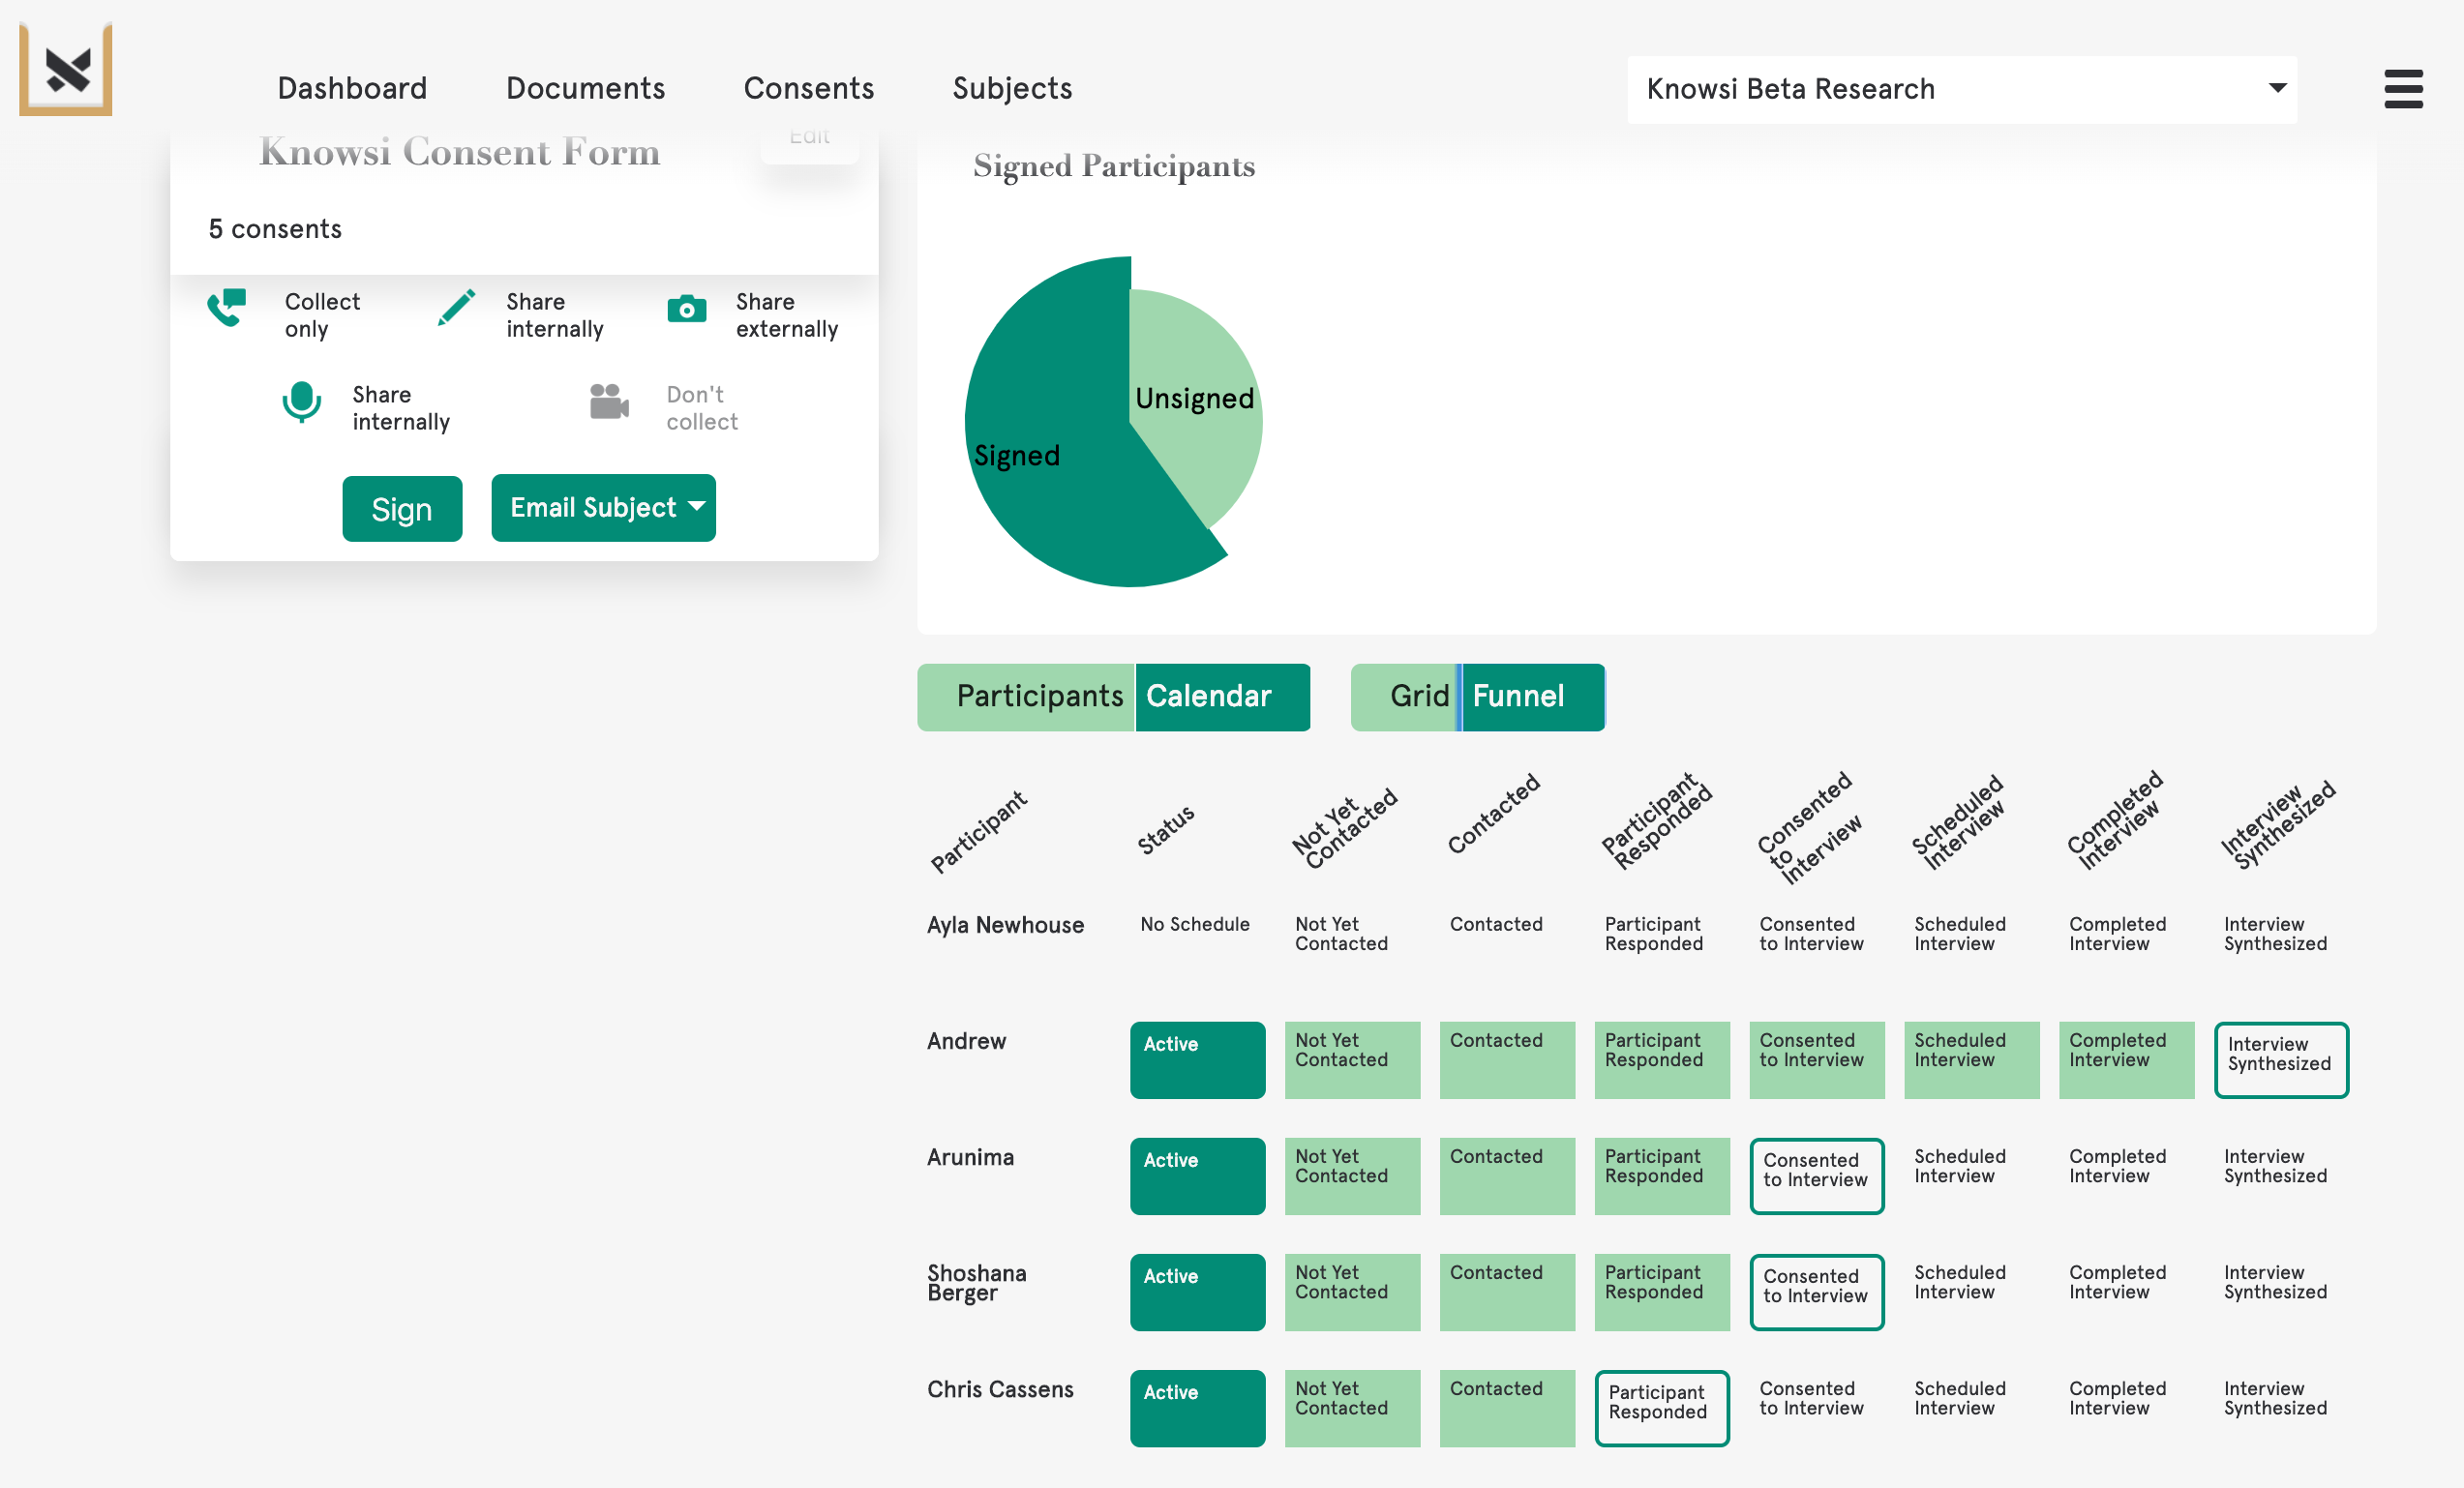 Dashboard
Documents
Consents
Subjects
Knowsi Beta Research
Knowsi Consent Form
Edit
5 consents
Collect
only
Share
internally
Share
externally
Share
internally
Don't
collect
Sign
Email Subject
Signed Participants
Unsigned
Signed
Participants
Calendar
Grid
Funnel
Participant
Status
Not Yet
Contacted
Contacted
Participant
Responded
Consented
to
Interview
Scheduled
Interview
Completed
Interview
Interview
Synthesized
Ayla Newhouse
No Schedule
Not Yet
Contacted
Contacted
Participant
Responded
Consented
to Interview
Scheduled
Interview
Completed
Interview
Interview
Synthesized
Andrew
Active
Not Yet
Contacted
Contacted
Participant
Responded
Consented
to Interview
Scheduled
Interview
Completed
Interview
Interview
Synthesized
Arunima
Active
Not Yet
Contacted
Contacted
Participant
Responded
Consented
to Interview
Scheduled
Interview
Completed
Interview
Interview
Synthesized
Shoshana
Berger
Active
Not Yet
Contacted
Contacted
Participant
Responded
Consented
to Interview
Scheduled
Interview
Completed
Interview
Interview
Synthesized
Chris Cassens
Active
Not Yet
Contacted
Contacted
Participant
Responded
Consented
to Interview
Scheduled
Interview
Completed
Interview
Interview
Synthesized